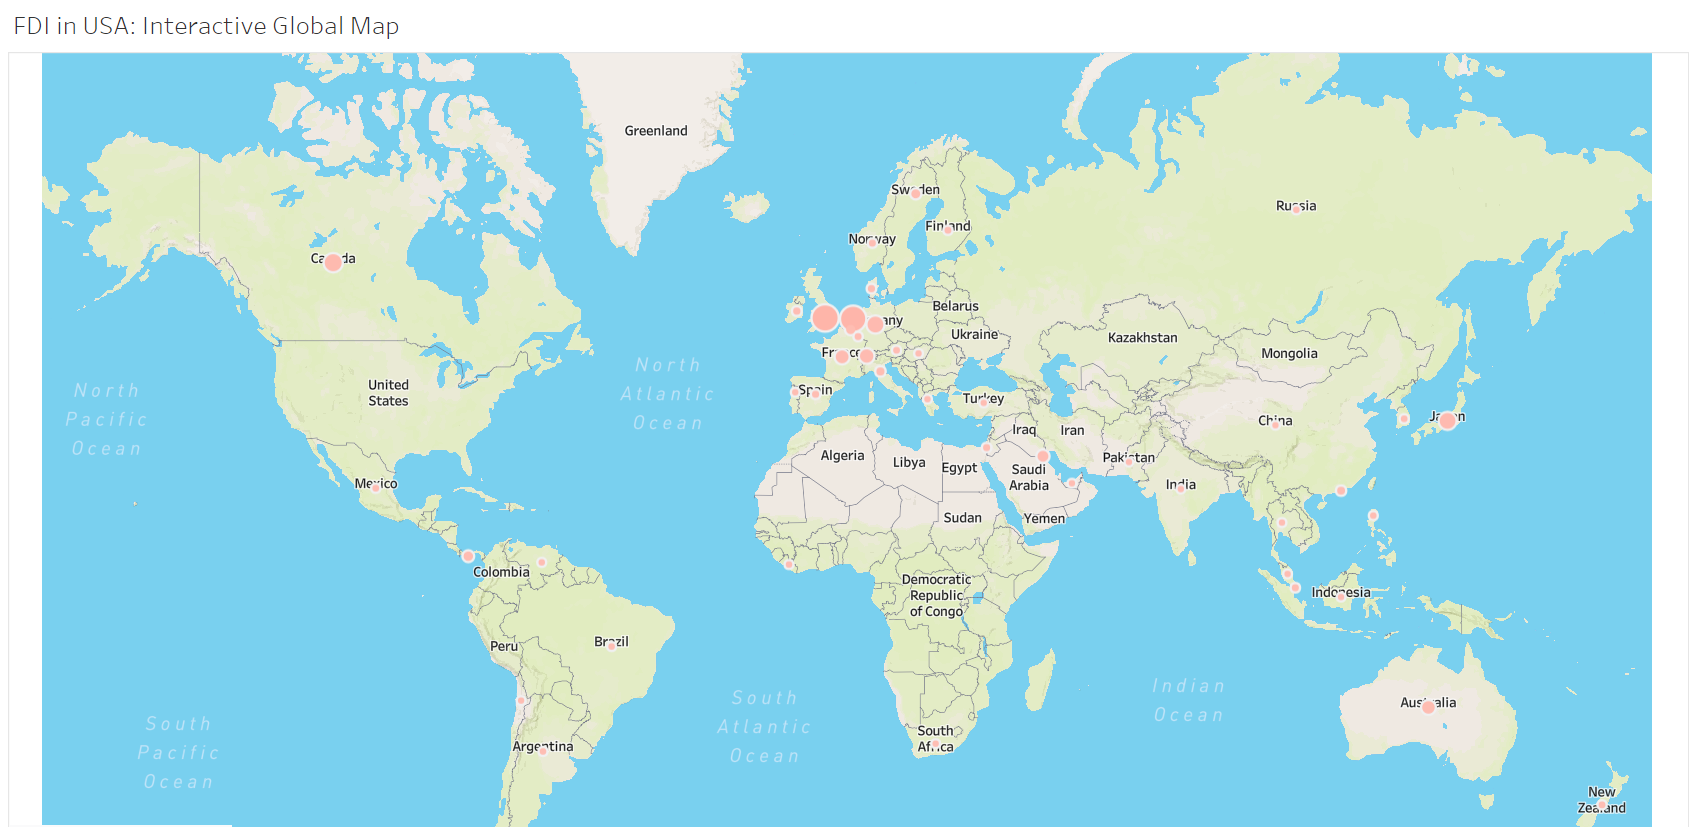 FDI in USA: Interactive Global Map
Greenland
Sweden
Russia
Finland
Norway
Canada
Belarus
any
Ukraine
Kazakhstan
France
Mongolia
North
Atlantic
Ocean
United
States
North
Pacific
Ocean
Spain
Turkey
Japan
China
Iraq
Iran
Algeria
Libya
Egypt
Pakistan
Saudi
Arabia
Mexico
India
Sudan
Yemen
Colombia
Democratic
Republic
of Congo
Indonesia
Brazil
Peru
Indian
Ocean
South
Atlantic
Ocean
Australia
South
Pacific
Ocean
South
Africa
Argentina
New
Zealand